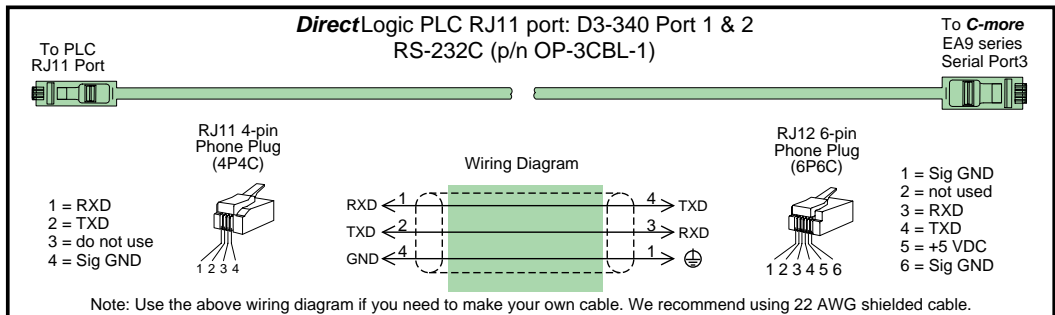 DirectLogic PLC RJ11 port: D3-340 Port 1 & 2
RS-232C (p/n OP-3CBL-1)
To PLC
RJ11 Port
To C-more
EA9 series
Serial Port3
RJ11 4-pin
Phone Plug
(4P4C)
1 = RXD
2 = TXD
3 = do not use
4 = Sig GND
1 2 3 4
Wiring Diagram
RXD 1 4 TXD
TXD 2 3 RXD
GND 4 1
RJ12 6-pin
Phone Plug
(6P6C)
1 2 3 4 5 6
1 = Sig GND
2 = not used
3 = RXD
4 = TXD
5 = +5 VDC
6 = Sig GND
Note: Use the above wiring diagram if you need to make your own cable. We recommend using 22 AWG shielded cable.